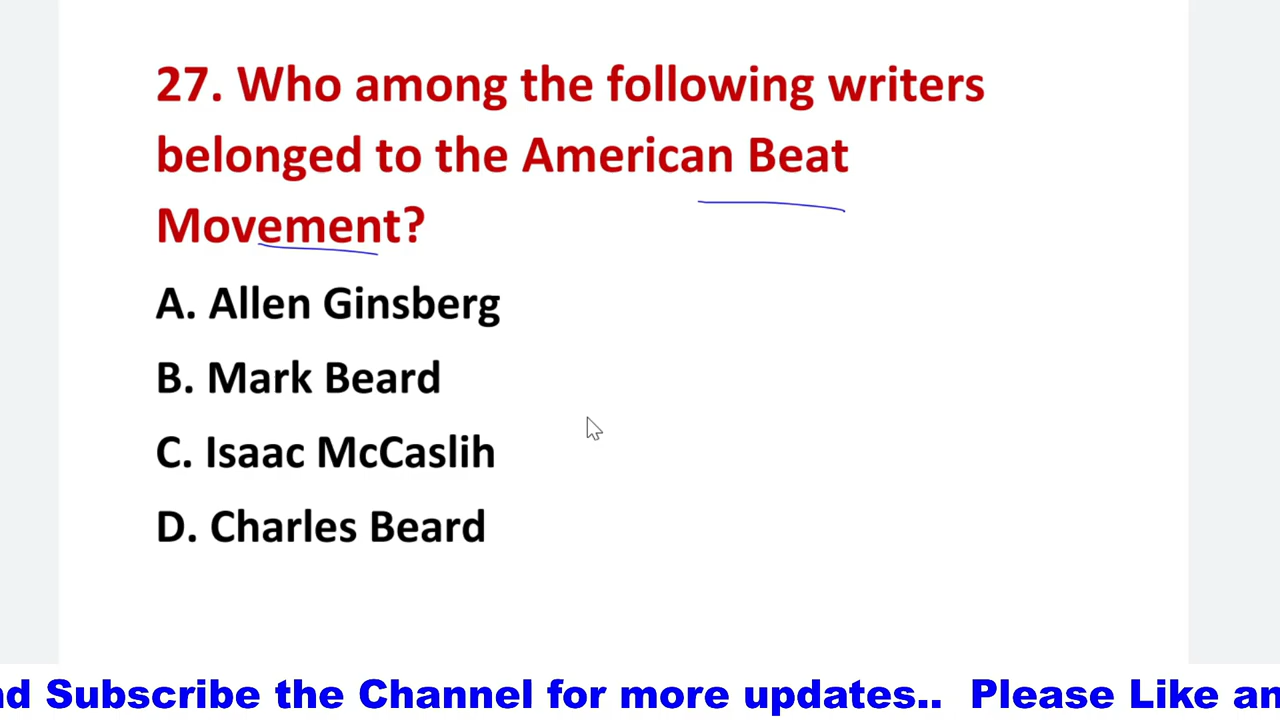 27. Who among the following writers
belonged to the American Beat
Movement?
A. Allen Ginsberg
B. Mark Beard
C. Isaac McCaslih
D. Charles Beard
nd Subscribe the Channel for more updates.. Please Like an